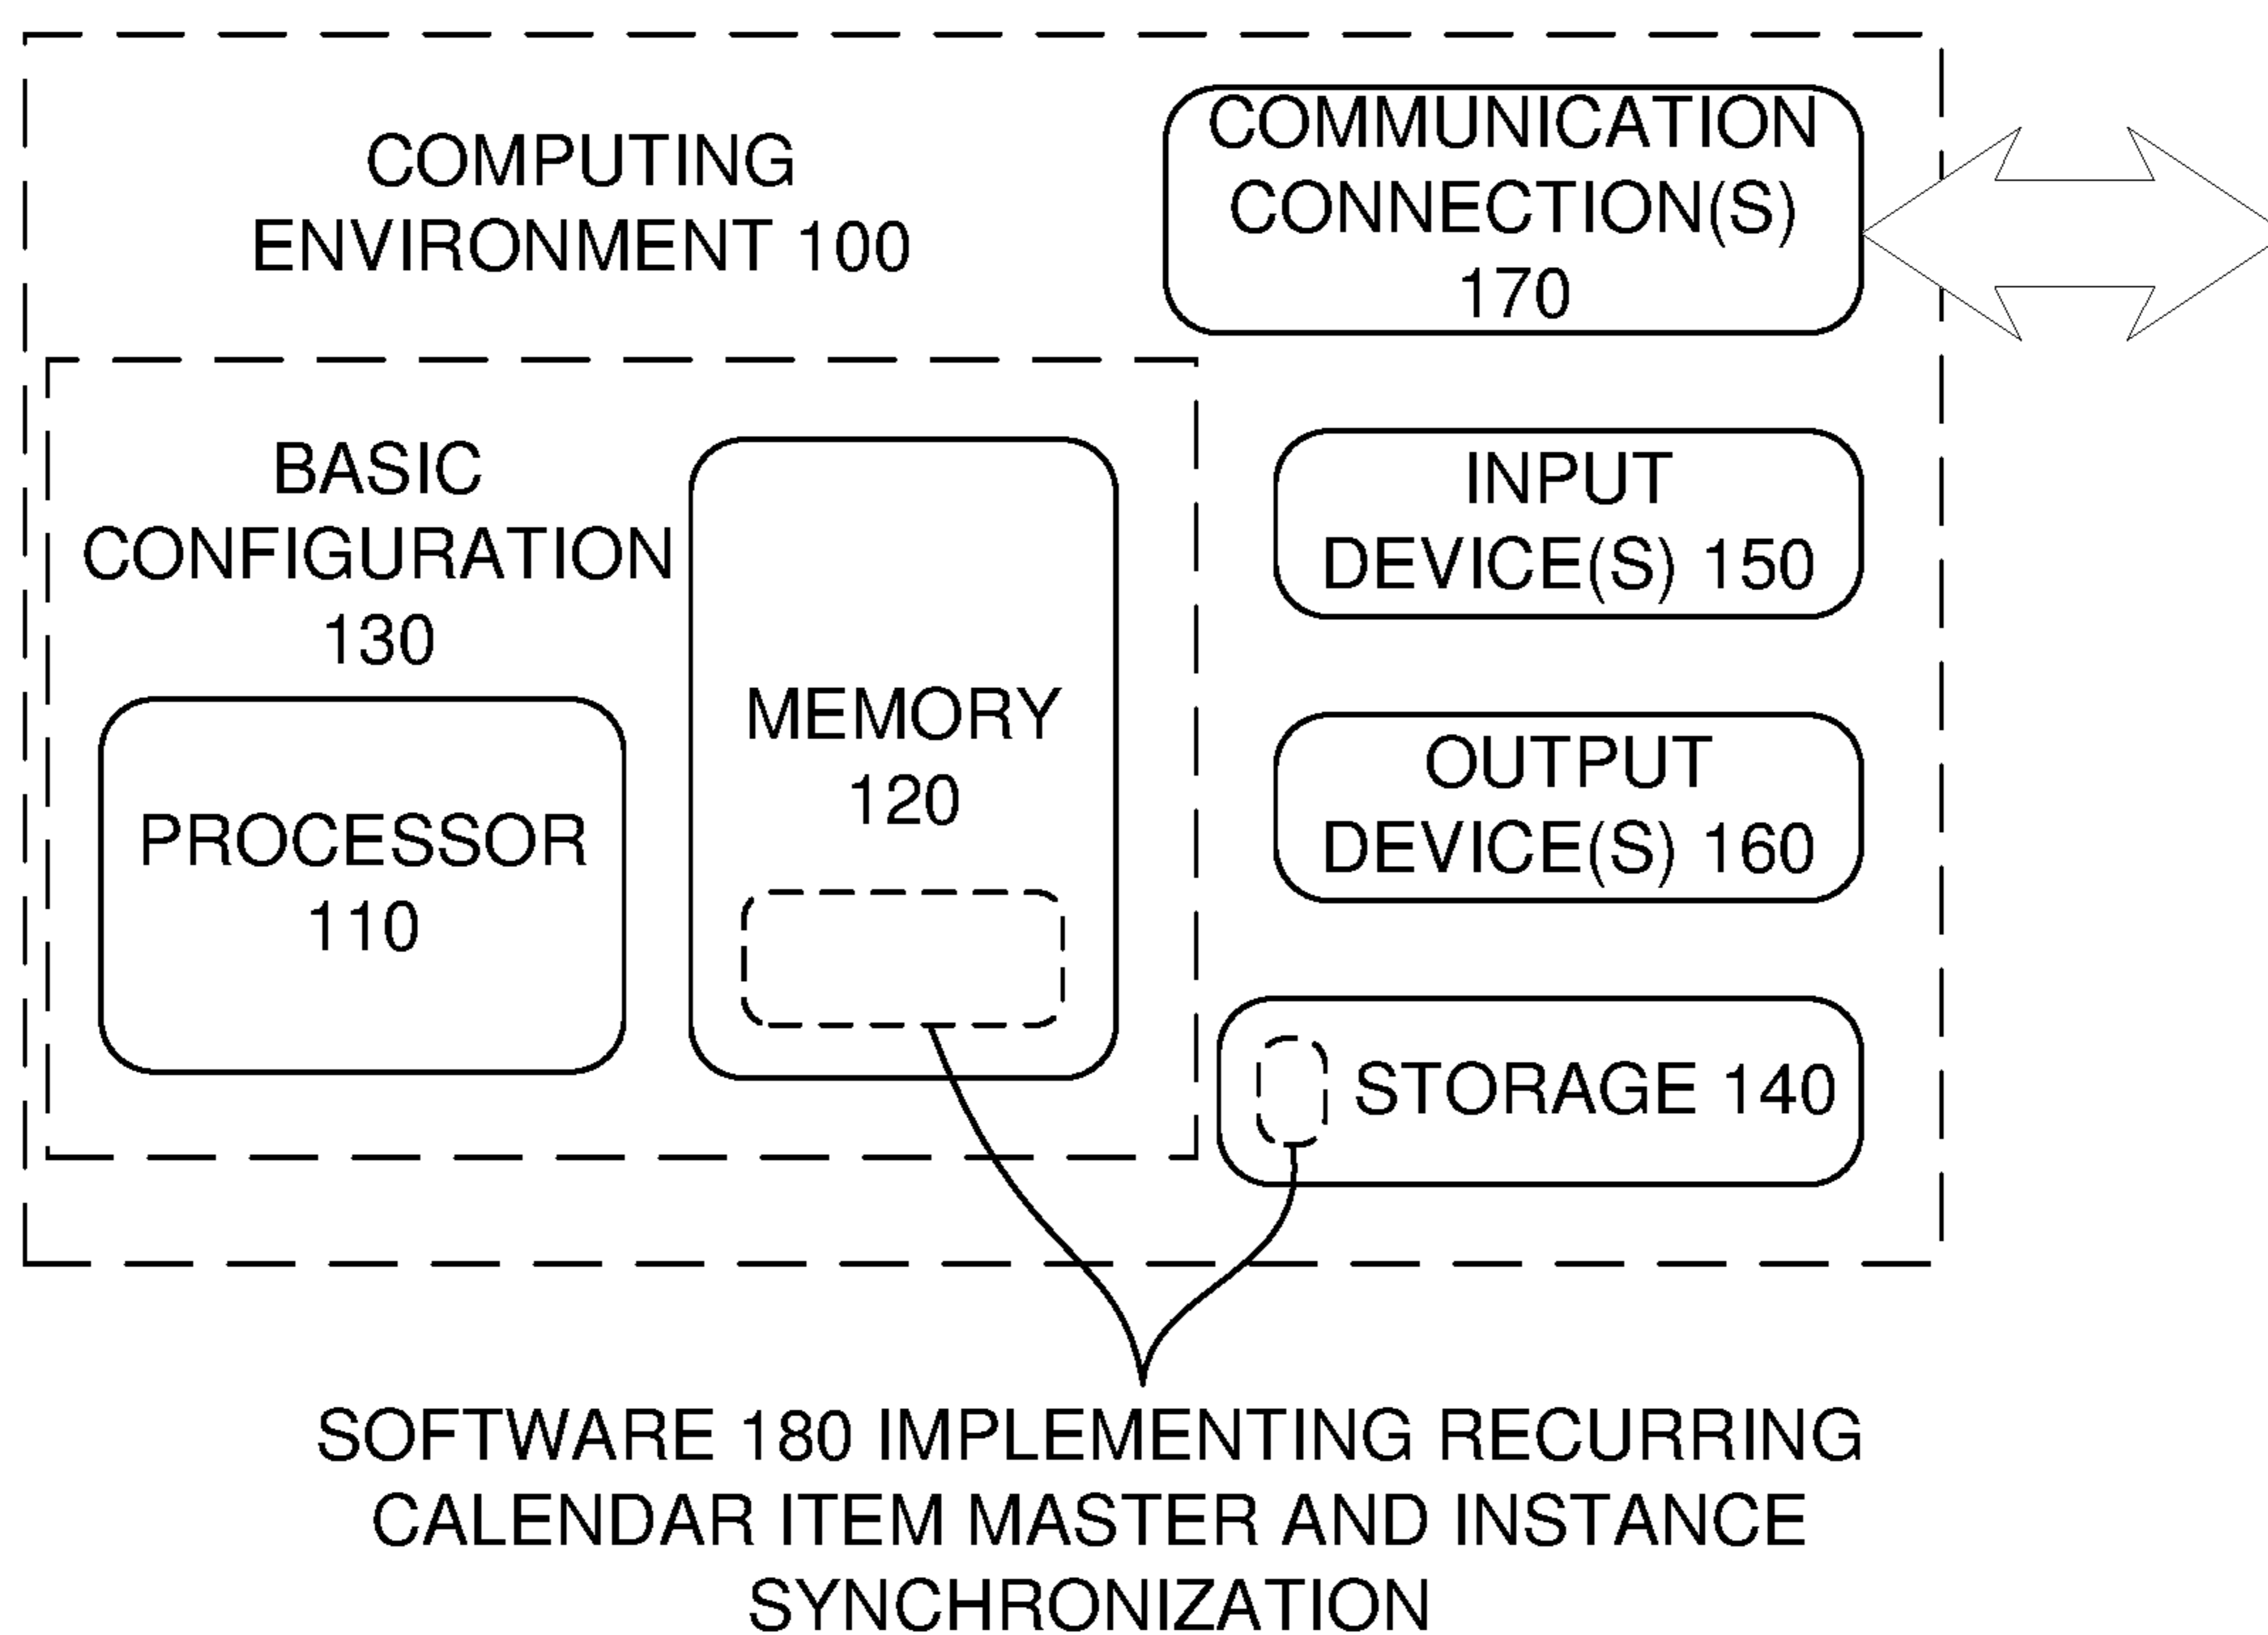 COMPUTING
ENVIRONMENT 100
COMMUNICATION
CONNECTION(S)
170
BASIC
CONFIGURATION
130
PROCESSOR
110
MEMORY
120
INPUT
DEVICE(S) 150
OUTPUT
DEVICE(S) 160
STORAGE 140
SOFTWARE 180 IMPLEMENTING RECURRING
CALENDAR ITEM MASTER AND INSTANCE
SYNCHRONIZATION